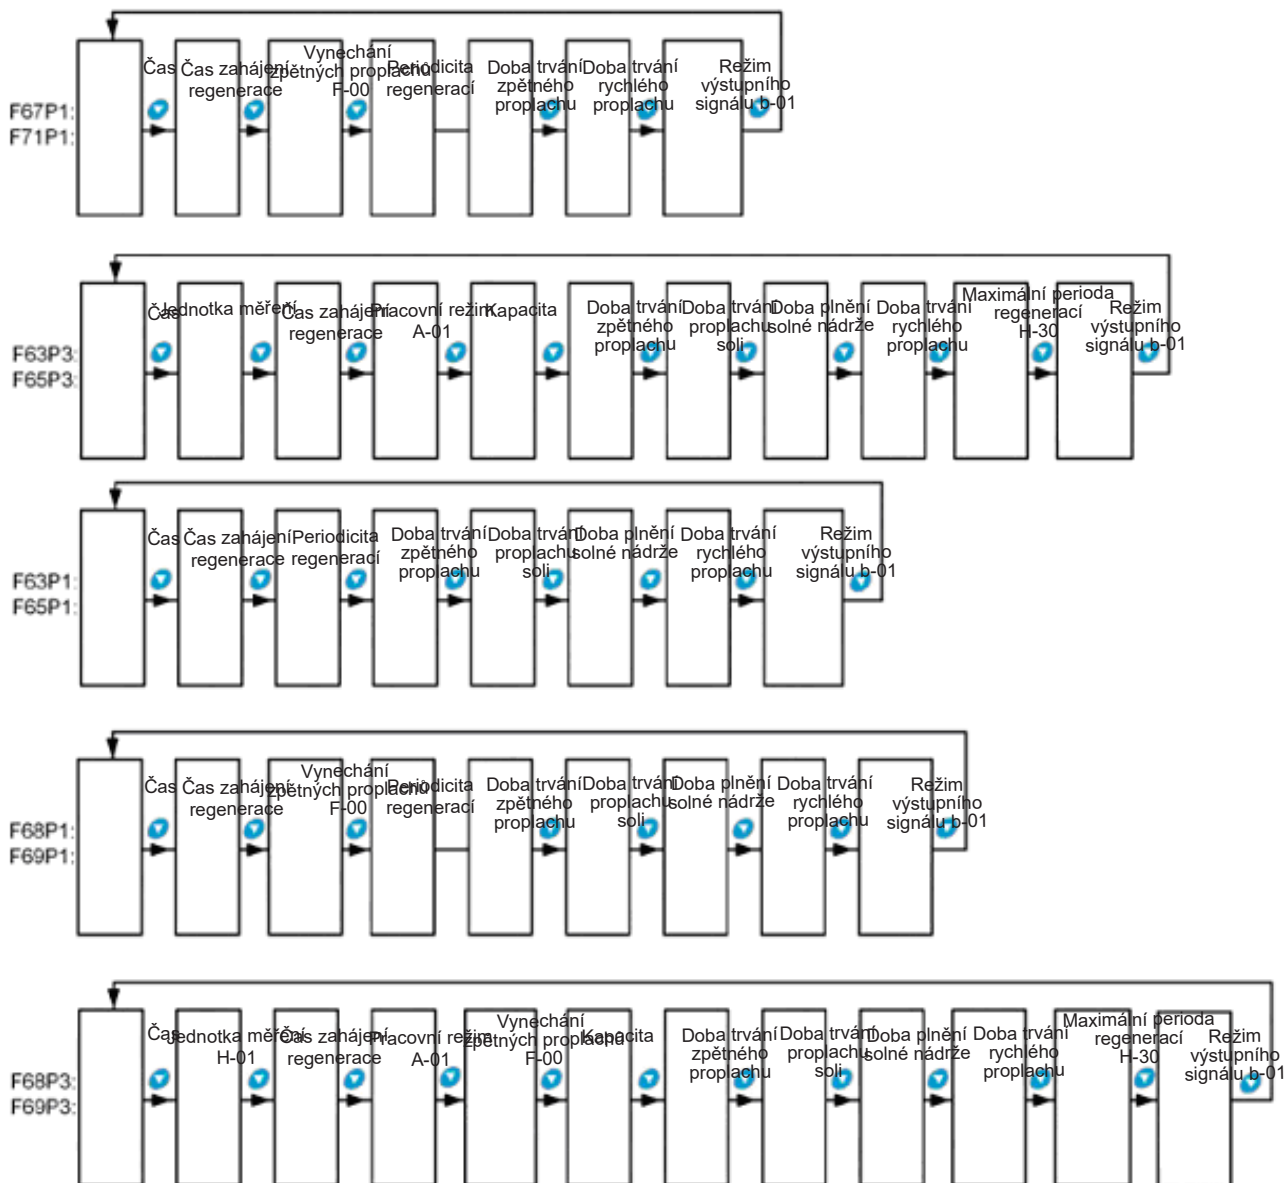 F67P1:
F71P1:
Čas
Čas zahájení
regenerace
Vynechání
zpětných proplachů
F-00
Periodicita
regenerací
Doba trvání
zpětného
proplachu
Doba trvání
rychlého
proplachu
Režim
výstupního
signálu b-01
F63P3:
F65P3:
Čas
Jednotka měření
Čas zahájení
regenerace
Pracovní režim
A-01
Kapacita
Doba trvání
zpětného
proplachu
Doba trvání
proplachu
soli
Doba plnění
solné nádrže
Doba trvání
rychlého
proplachu
Maximální perioda
regenerací
H-30
Režim
výstupního
signálu b-01
F63P1:
F65P1:
Čas
Čas zahájení
regenerace
Periodicita
regenerací
Doba trvání
zpětného
proplachu
Doba trvání
proplachu
soli
Doba plnění
solné nádrže
Doba trvání
rychlého
proplachu
Režim
výstupního
signálu b-01
F68P1:
F69P1:
Čas
Čas zahájení
regenerace
Vynechání
zpětných proplachů
F-00
Periodicita
regenerací
Doba trvání
zpětného
proplachu
Doba trvání
proplachu
soli
Doba plnění
solné nádrže
Doba trvání
rychlého
proplachu
Režim
výstupního
signálu b-01
F68P3:
F69P3:
Čas
Jednotka měření
H-01
Čas zahájení
regenerace
Pracovní režim
A-01
Vynechání
zpětných proplachů
F-00
Kapacita
Doba trvání
zpětného
proplachu
Doba trvání
proplachu
soli
Doba plnění
solné nádrže
Doba trvání
rychlého
proplachu
Maximální perioda
regenerací
H-30
Režim
výstupního
signálu b-01